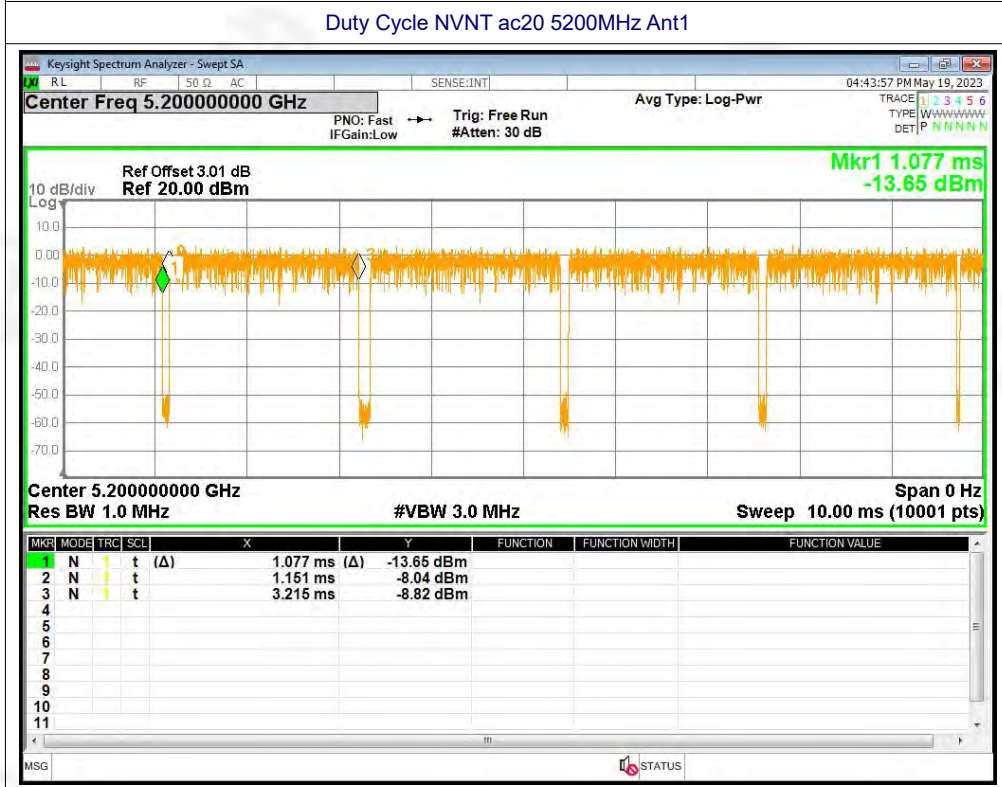 Duty Cycle NVNT ac20 5200MHz Ant1
Keysight Spectrum Analyzer - Swept SA
LXI RL RF 50 Ω AC SENSE:INT 04:43:57 PM May 19, 2023
Center Freq 5.200000000 GHz Avg Type: Log-Pwr TRACE 1 2 3 4 5 6
PNO: Fast Trig: Free Run TYPE WWWWWW
IFGain:Low #Atten: 30 dB DET P N N N N N
Mkr1 1.077 ms
-13.65 dBm
Ref Offset 3.01 dB
10 dB/div Ref 20.00 dBm
Log
10.0
0.00
-10.0
-20.0
-30.0
-40.0
-50.0
-60.0
-70.0
1
Center 5.200000000 GHz Span 0 Hz
Res BW 1.0 MHz #VBW 3.0 MHz Sweep 10.00 ms (10001 pts)
MKR MODE TRC SCL X Y FUNCTION FUNCTION WIDTH FUNCTION VALUE
1 N 1 t (Δ) 1.077 ms (Δ) -13.65 dBm
2 N 1 t 1.151 ms -8.04 dBm
3 N 1 t 3.215 ms -8.82 dBm
4
5
6
7
8
9
10
11
MSG STATUS